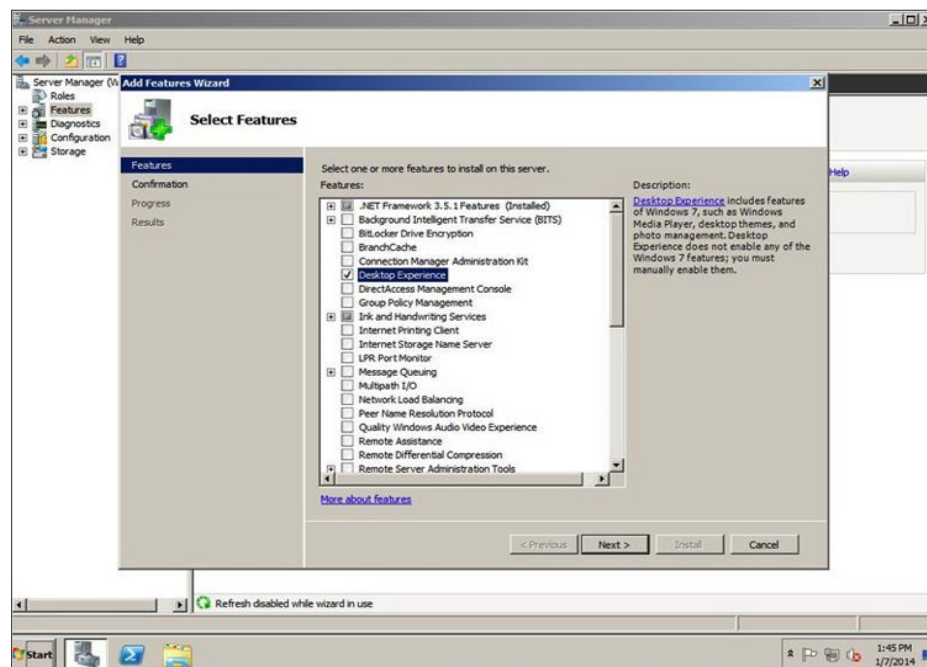 Server Manager
File Action View Help
Server Manager (W
Roles
Features
Diagnostics
Configuration
Storage
Add Features Wizard
Select Features
Features
Confirmation
Progress
Results
Select one or more features to install on this server.
Features:
.NET Framework 3.5.1 Features (Installed)
Background Intelligent Transfer Service (BITS)
BitLocker Drive Encryption
BranchCache
Connection Manager Administration Kit
Desktop Experience
DirectAccess Management Console
Group Policy Management
Ink and Handwriting Services
Internet Printing Client
Internet Storage Name Server
LPR Port Monitor
Message Queuing
Multipath I/O
Network Load Balancing
Peer Name Resolution Protocol
Quality Windows Audio Video Experience
Remote Assistance
Remote Differential Compression
Remote Server Administration Tools
More about features
Description:
Desktop Experience includes features
of Windows 7, such as Windows
Media Player, desktop themes, and
photo management. Desktop
Experience does not enable any of the
Windows 7 features; you must
manually enable them.
Help
< Previous Next > Install Cancel
Refresh disabled while wizard in use
Start
1:45 PM
1/7/2014